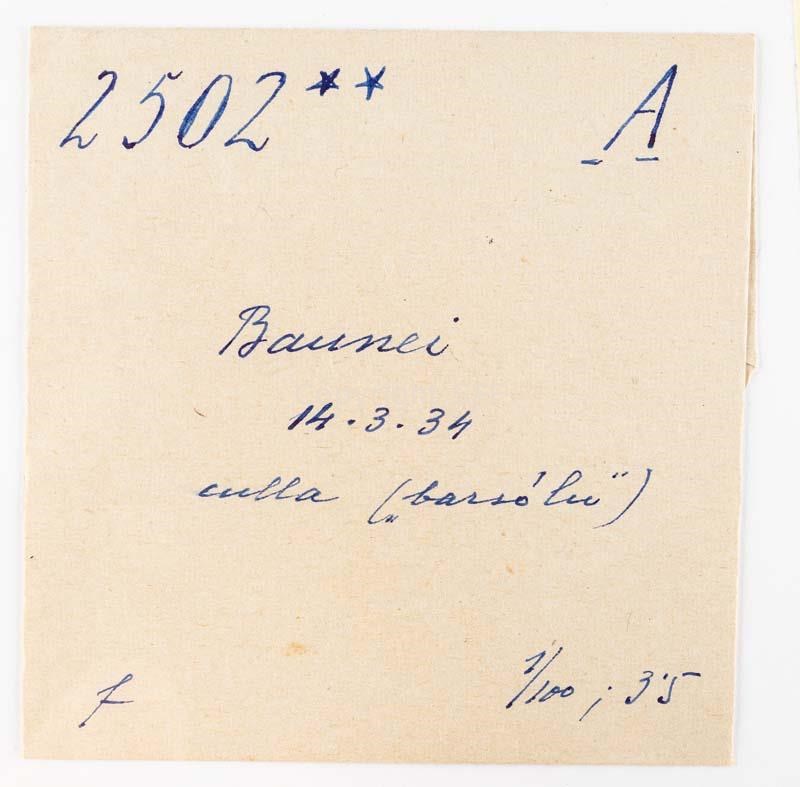 2502** A
Baunei
14.3.34
culla („barsólu“)
f 1/100 ; 3'5